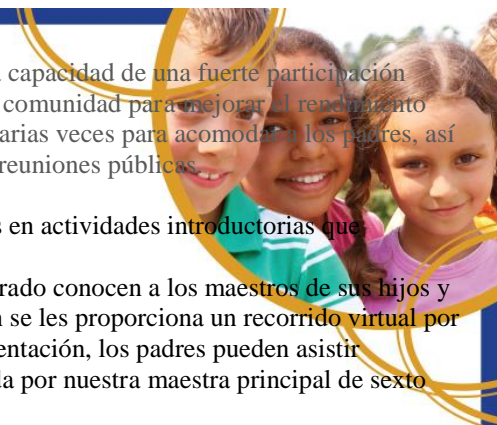 capacidad de una fuerte participación
comunidad para mejorar el rendimiento
arias veces para acomodar a los padres, así
reuniones públicas.
s en actividades introductorias que
rado conocen a los maestros de sus hijos y
n se les proporciona un recorrido virtual por
entación, los padres pueden asistir
da por nuestra maestra principal de sexto